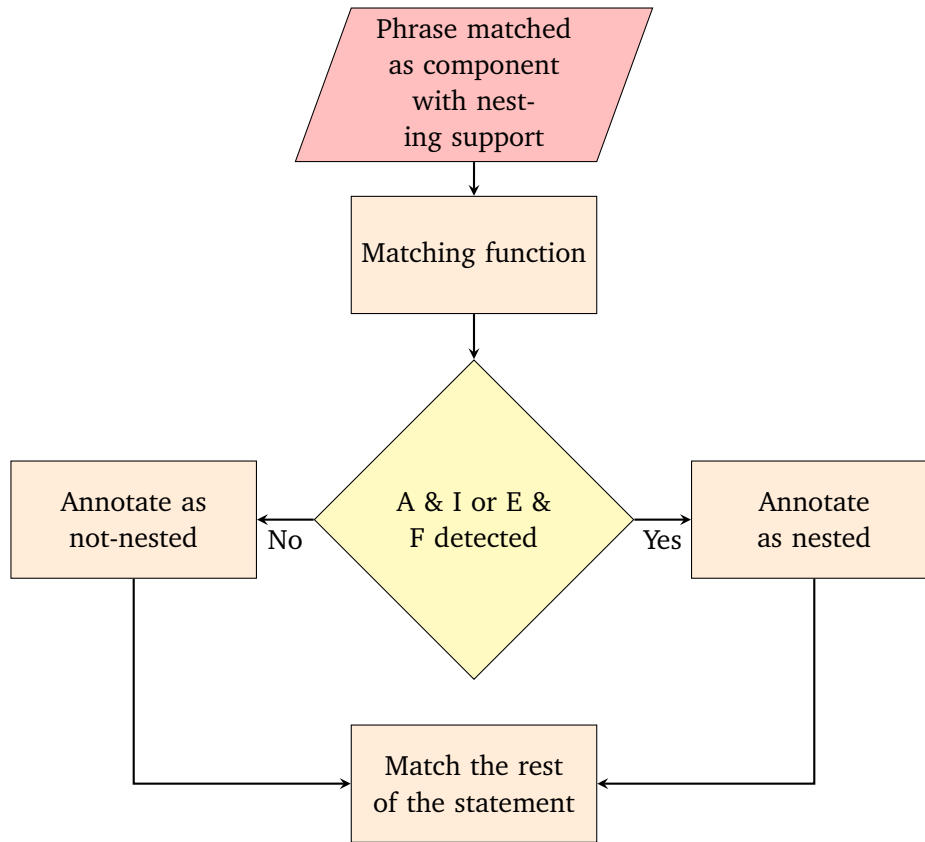 Phrase matched
as component
with nest-
ing support
Matching function
A & I or E &
F detected
No
Yes
Annotate as
not-nested
Annotate
as nested
Match the rest
of the statement